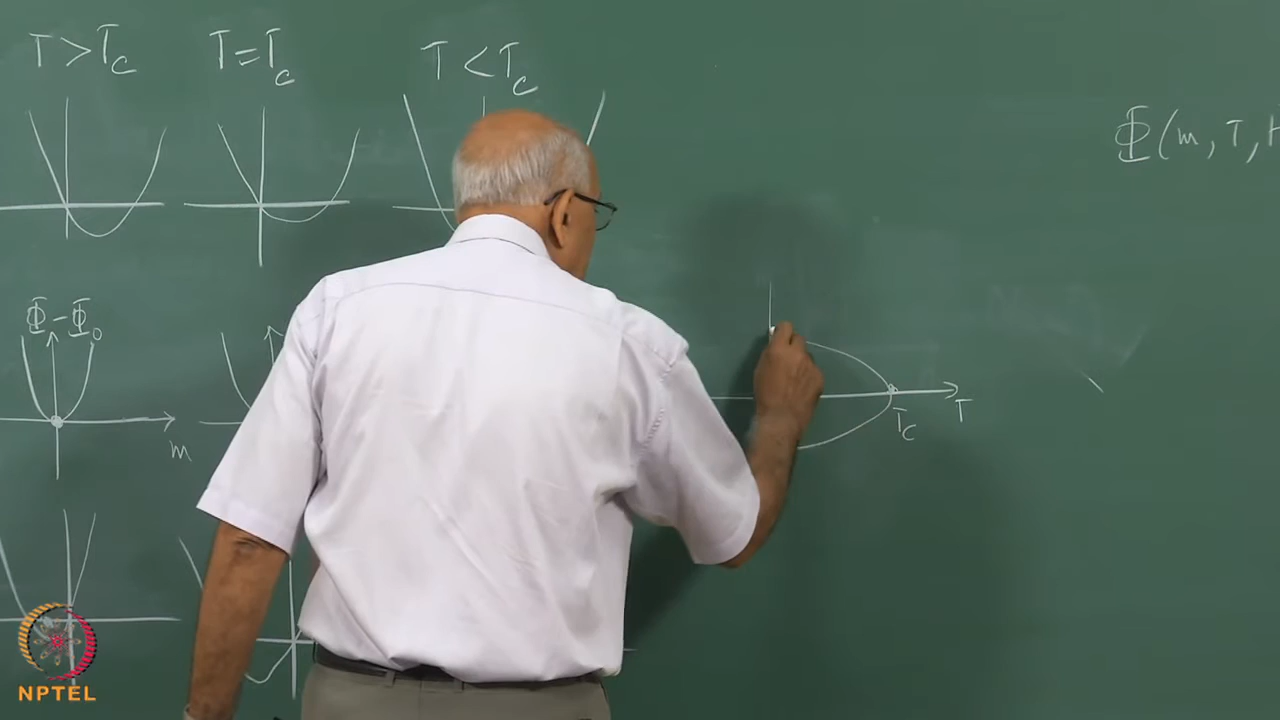 T > T_c T = T_c T < T_c
Φ(m, T, H
Φ - Φ_0
m
T
T_c
NPTEL